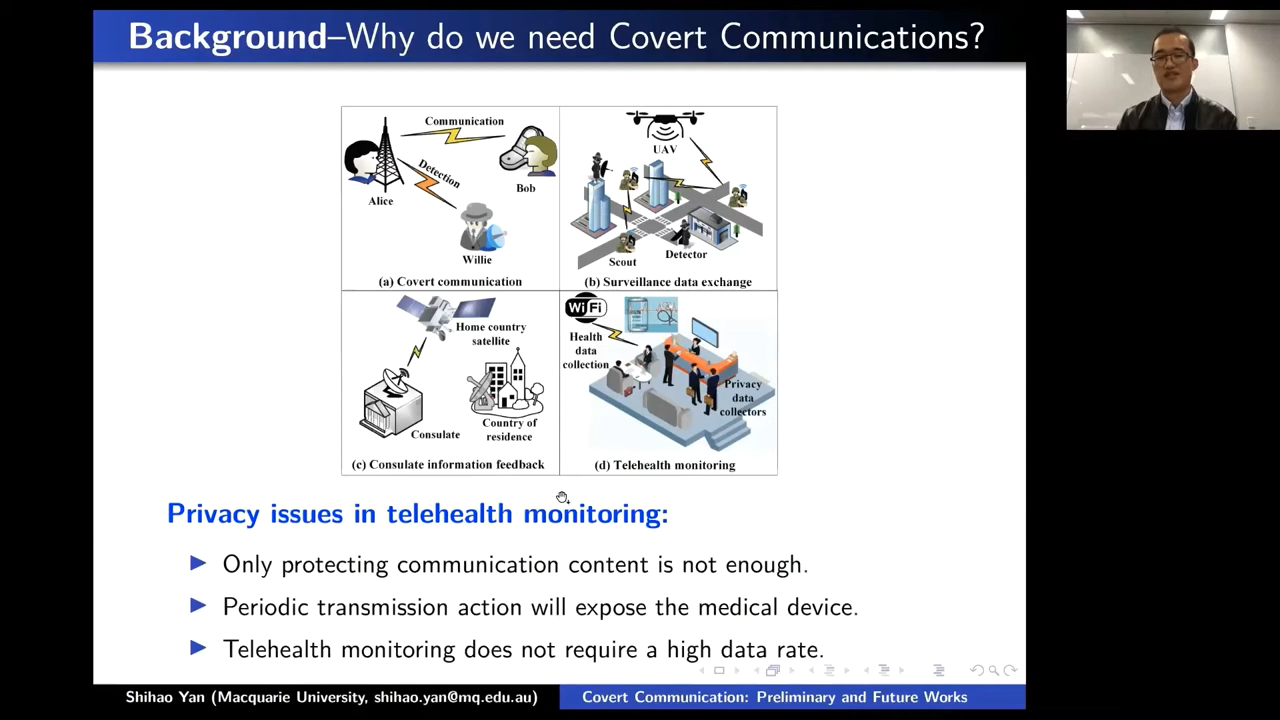 Background–Why do we need Covert Communications?
Communication
Detection
Alice
Bob
Willie
(a) Covert communication
UAV
Scout
Detector
(b) Surveillance data exchange
Home country
satellite
Consulate
Country of
residence
(c) Consulate information feedback
WiFi
Health
data
collection
Privacy
data
collectors
(d) Telehealth monitoring
Privacy issues in telehealth monitoring:
Only protecting communication content is not enough.
Periodic transmission action will expose the medical device.
Telehealth monitoring does not require a high data rate.
Shihao Yan (Macquarie University, shihao.yan@mq.edu.au)
Covert Communication: Preliminary and Future Works